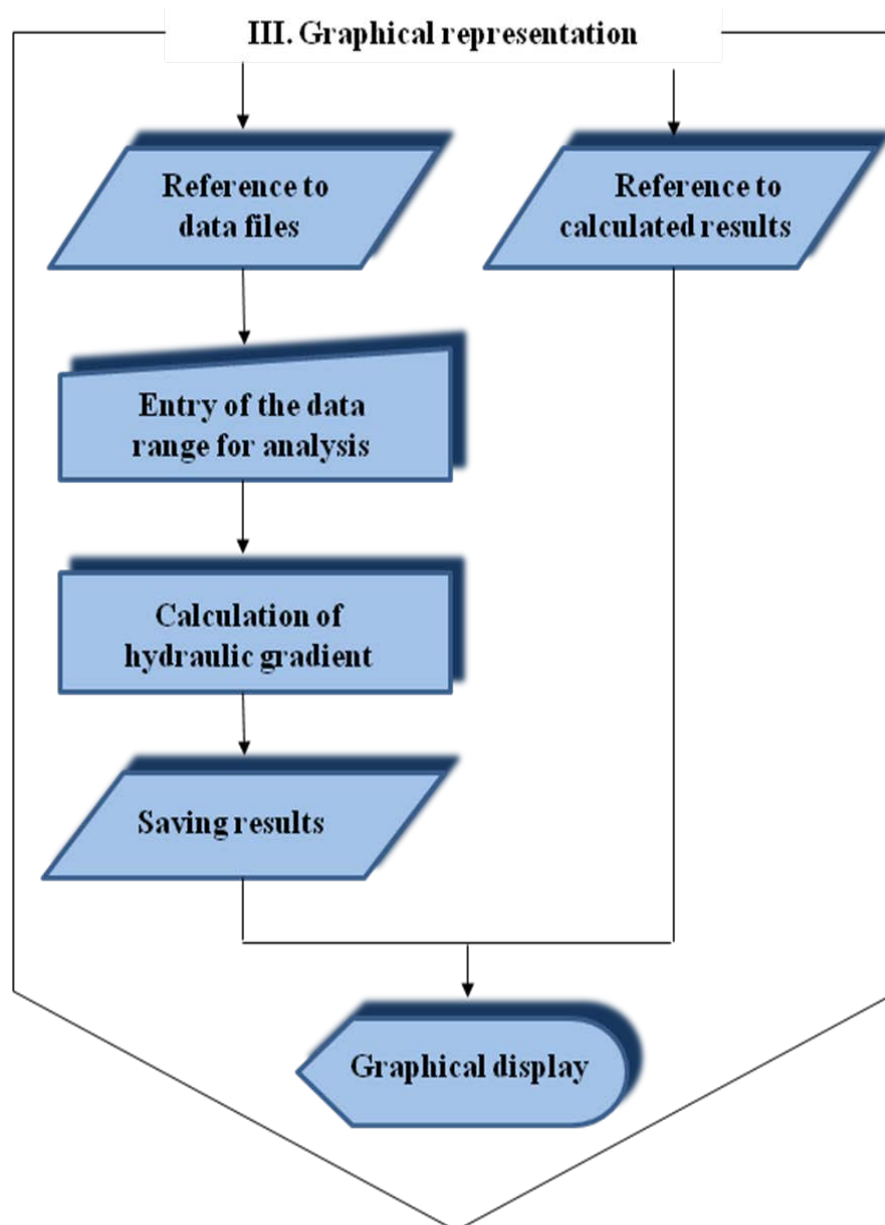 III. Graphical representation
Reference to
data files
Reference to
calculated results
Entry of the data
range for analysis
Calculation of
hydraulic gradient
Saving results
Graphical display